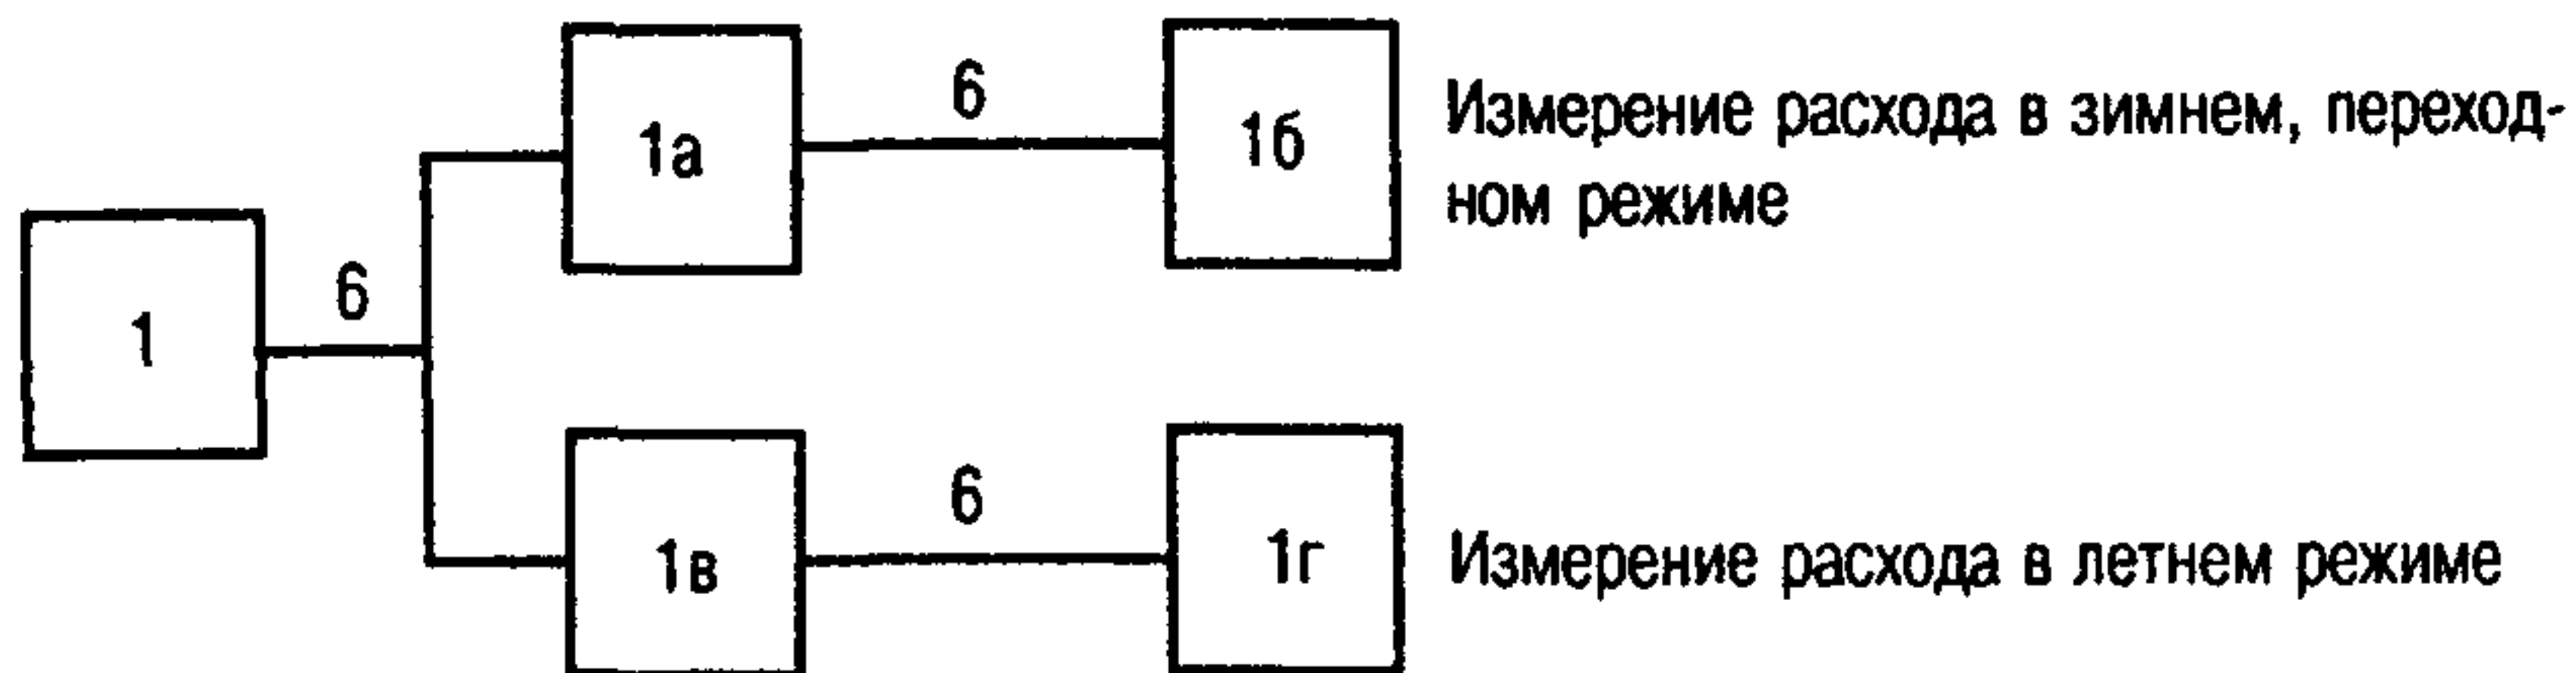 1а
6
1б
Измерение расхода в зимнем, переход-
ном режиме
1
6
1в
6
1г
Измерение расхода в летнем режиме